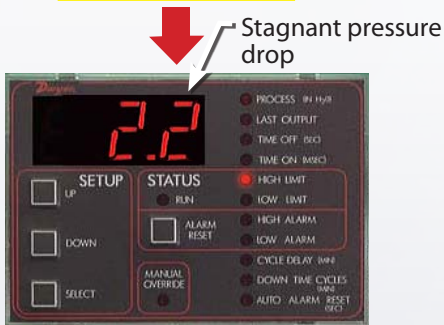 Stagnant pressure
drop
Dwyer
2.2
PROCESS (IN H₂O)
LAST OUTPUT
TIME OFF (SEC)
TIME ON (MSEC)
SETUP
STATUS
HIGH LIMIT
UP
RUN
LOW LIMIT
ALARM
RESET
HIGH ALARM
DOWN
LOW ALARM
MANUAL
OVERRIDE
CYCLE DELAY (MIN)
DOWN TIME CYCLES
(MIN)
SELECT
AUTO ALARM RESET
(SEC)